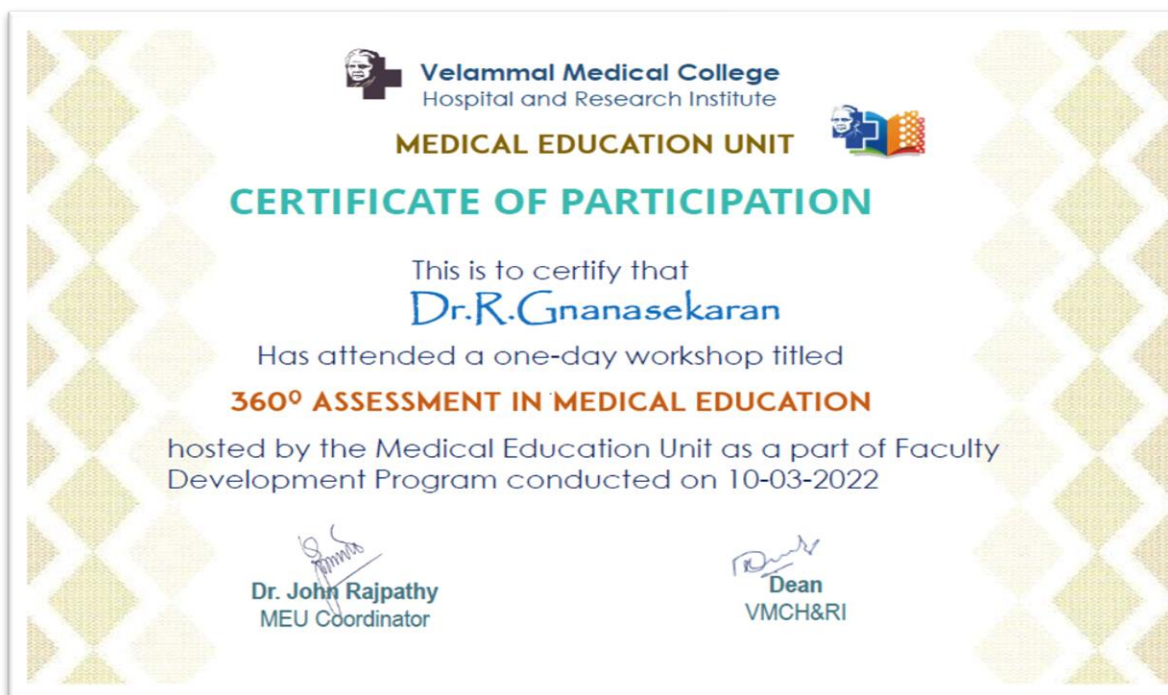 Velammal Medical College
Hospital and Research Institute
MEDICAL EDUCATION UNIT
CERTIFICATE OF PARTICIPATION
This is to certify that
Dr.R.Gnanasekaran
Has attended a one-day workshop titled
360⁰ ASSESSMENT IN MEDICAL EDUCATION
hosted by the Medical Education Unit as a part of Faculty
Development Program conducted on 10-03-2022
Dr. John Rajpathy
MEU Coordinator
Dean
VMCH&RI